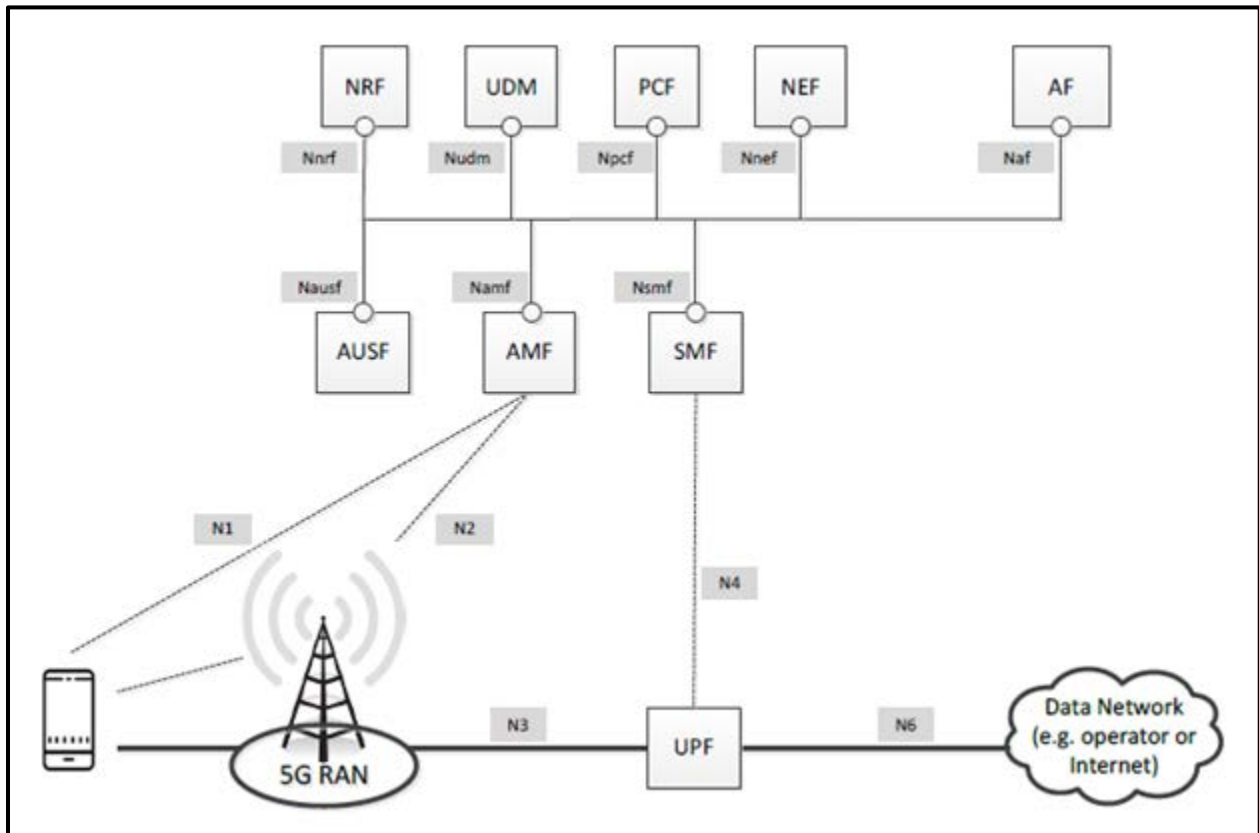 NRF
UDM
PCF
NEF
AF
Nnrf
Nudm
Npcf
Nnef
Naf
Nausf
Namf
Nsmf
AUSF
AMF
SMF
N1
N2
N4
N3
N6
5G RAN
UPF
Data Network
(e.g. operator or
Internet)